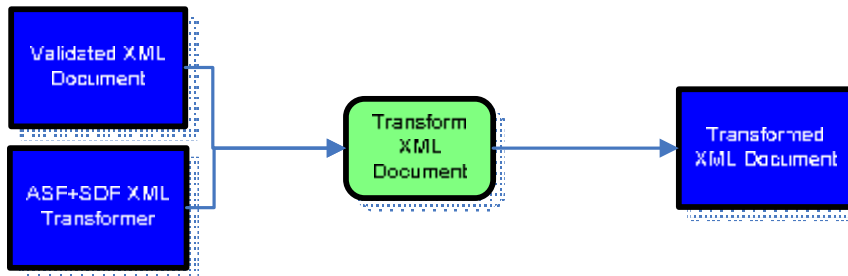 Validated XML
Document
ASF+SDF XML
Transformer
Transform
XML
Document
Transformed
XML Document